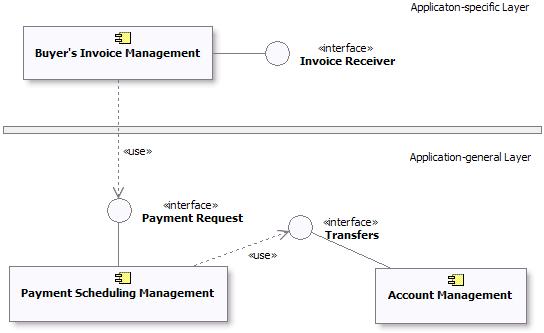 Applicaton-specific Layer
Buyer's Invoice Management
«interface»
Invoice Receiver
«use»
Application-general Layer
«interface»
Payment Request
«interface»
Transfers
«use»
Payment Scheduling Management
Account Management